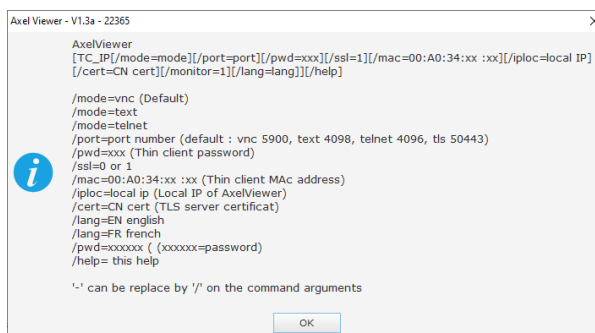 Axel Viewer - V1.3a - 22365
AxelViewer
[TC_IP[/mode=mode][/port=port][/pwd=xxx][/ssl=1][/mac=00:A0:34:xx :xx][/iploc=local IP]
[/cert=CN cert][/monitor=1][/lang=lang]][/help]
/mode=vnc (Default)
/mode=text
/mode=telnet
/port=port number (default : vnc 5900, text 4098, telnet 4096, tls 50443)
/pwd=xxx (Thin client password)
/ssl=0 or 1
/mac=00:A0:34:xx :xx (Thin client MAc address)
/iploc=local ip (Local IP of AxelViewer)
/cert=CN cert (TLS server certificat)
/lang=EN english
/lang=FR french
/pwd=xxxxxx ( (xxxxxx=password)
/help= this help
'-' can be replace by '/' on the command arguments
OK